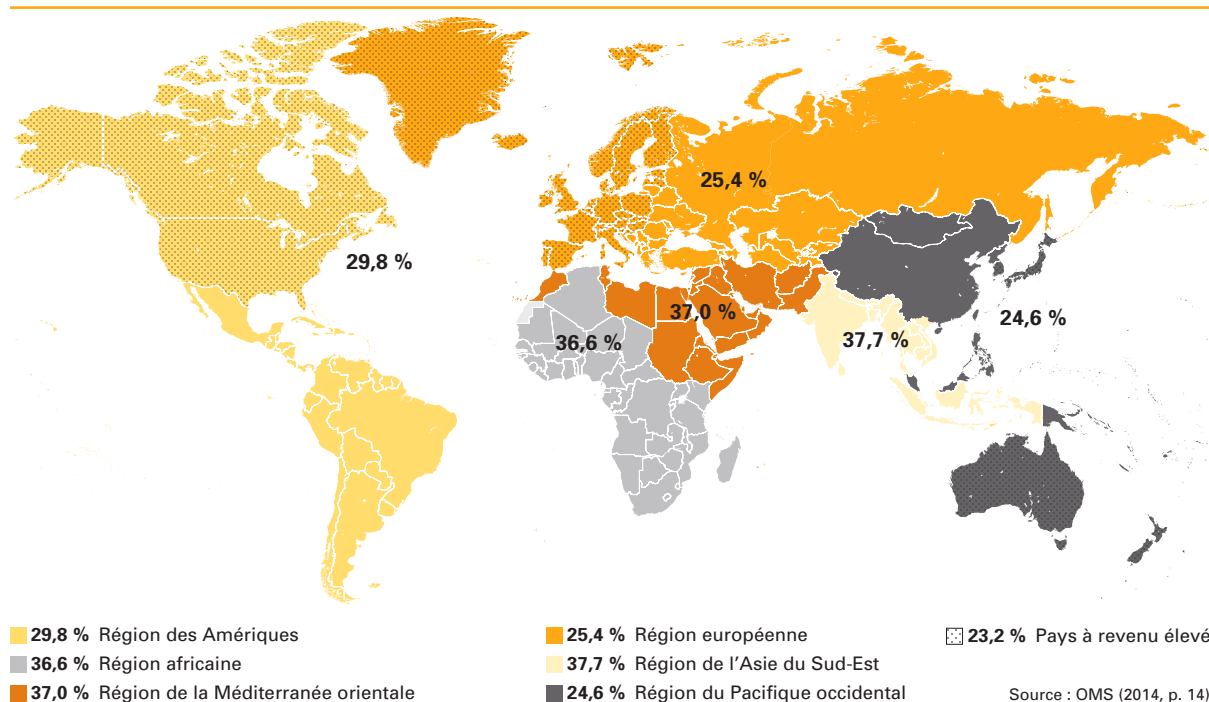 25,4 %
29,8 %
37,0 %
24,6 %
36,6 %
37,7 %
29,8 % Région des Amériques
36,6 % Région africaine
37,0 % Région de la Méditerranée orientale
25,4 % Région européenne
37,7 % Région de l'Asie du Sud-Est
24,6 % Région du Pacifique occidental
23,2 % Pays à revenu élevé
Source : OMS (2014, p. 14)